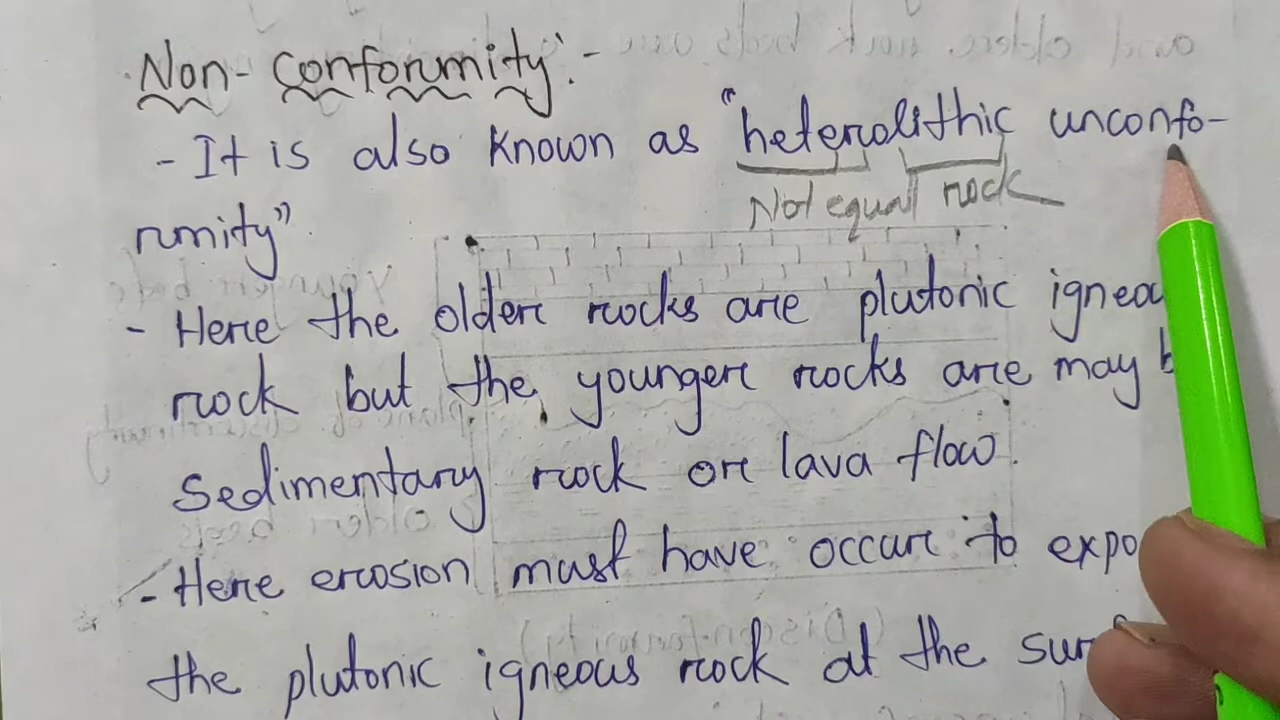 Non-Conformity:-
- It is also known as "heterolithic unconfo-
Not equal rock
rmity"
- Here the older rocks are plutonic igneou
rock but the younger rocks are may b
sedimentary rock or lava flow.
- Here erosion must have occur to expo
the plutonic igneous rock at the sur